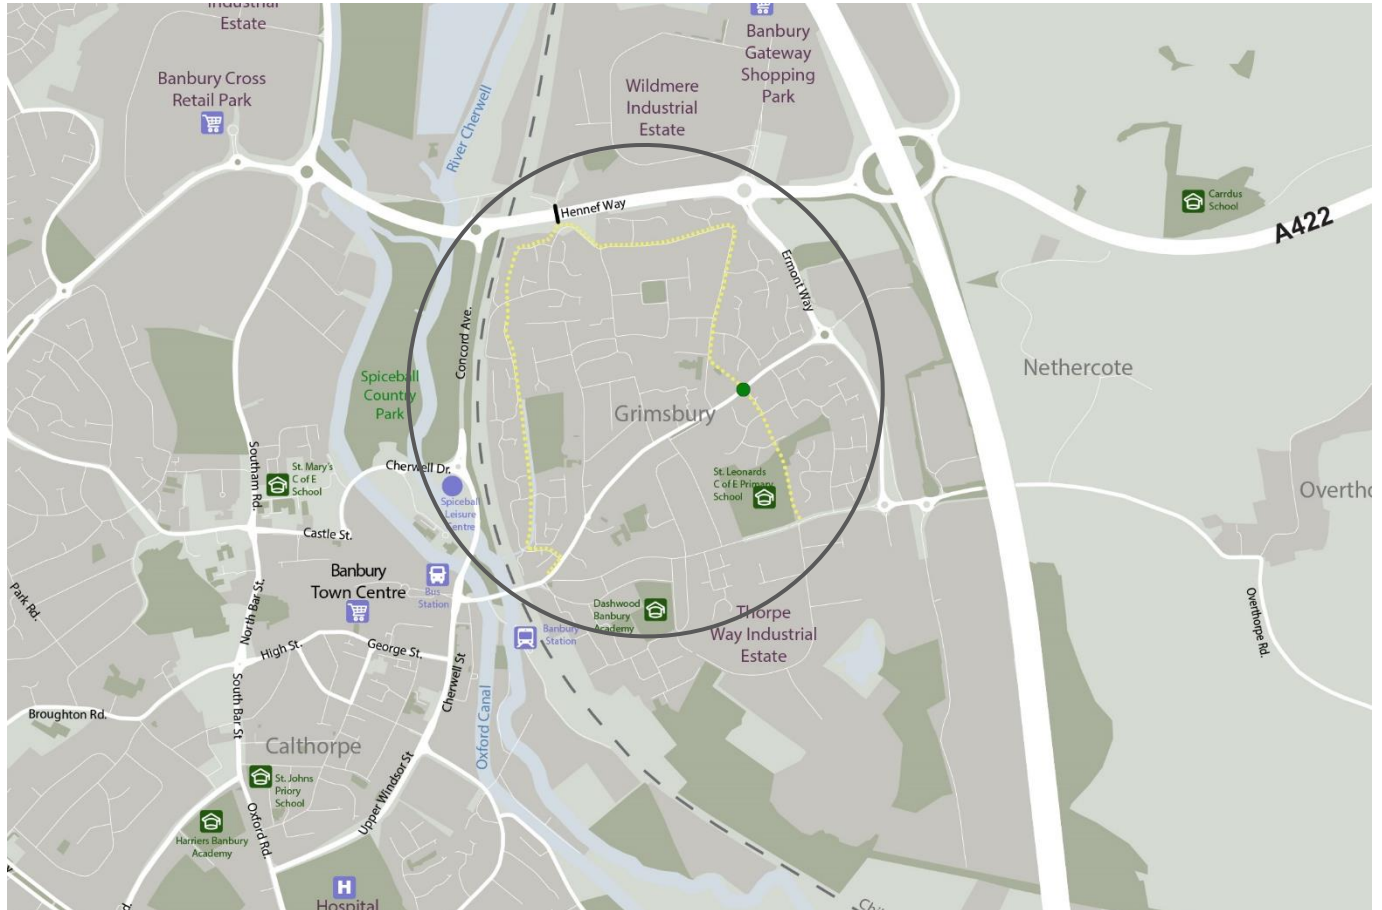 Industrial
Estate
Banbury Cross
Retail Park
River Cherwell
Wildmere
Industrial
Estate
Banbury
Gateway
Shopping
Park
Carrdus
School
A422
Hennef Way
Ermont Way
Concord Ave.
Nethercote
Spiceball
Country
Park
Grimsbury
Southam Rd.
St. Mary's
C of E
School
Cherwell Dr.
Spiceball
Leisure
Centre
St. Leonards
C of E Primary
School
Castle St.
Banbury
Town Centre
Bus
Station
Park Rd.
North Bar St.
Dashwood
Banbury
Academy
Banbury
Station
Thorpe
Way Industrial
Estate
Overthorpe Rd.
High St.
George St.
Cherwell St
South Bar St
Broughton Rd.
Oxford Canal
Calthorpe
Upper Windsor St
St. Johns
Priory
School
Oxford Rd.
Harriers Banbury
Academy
H
Hospital